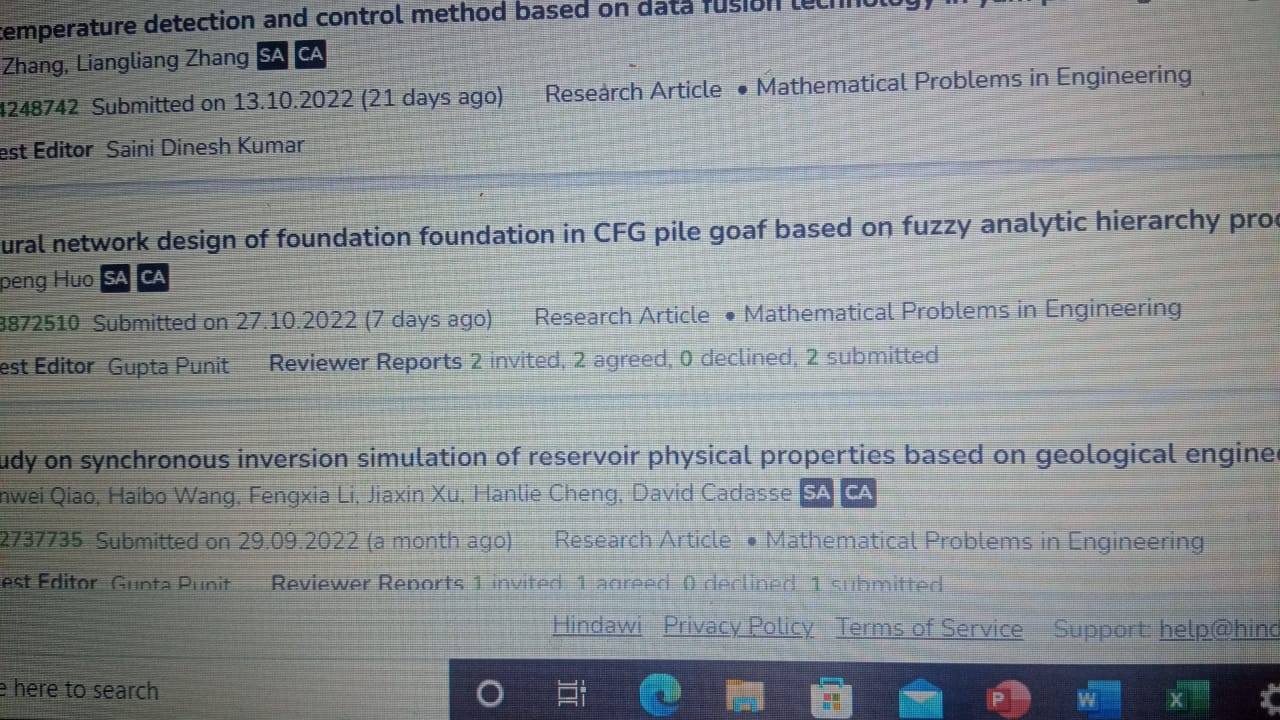 temperature detection and control method based on data fusion technology in
Zhang, Liangliang Zhang SA CA
4248742 Submitted on 13.10.2022 (21 days ago) Research Article • Mathematical Problems in Engineering
est Editor Saini Dinesh Kumar
ural network design of foundation foundation in CFG pile goaf based on fuzzy analytic hierarchy proc
peng Huo SA CA
3872510 Submitted on 27.10.2022 (7 days ago) Research Article • Mathematical Problems in Engineering
est Editor Gupta Punit Reviewer Reports 2 invited, 2 agreed, 0 declined, 2 submitted
udy on synchronous inversion simulation of reservoir physical properties based on geological enginee
nwei Qiao, Haibo Wang, Fengxia Li, Jiaxin Xu, Hanlie Cheng, David Cadasse SA CA
2737735 Submitted on 29.09.2022 (a month ago) Research Article • Mathematical Problems in Engineering
est Editor Gupta Punit Reviewer Reports 1 invited, 1 agreed, 0 declined, 1 submitted
Hindawi Privacy Policy Terms of Service Support: help@hind
e here to search
P W X